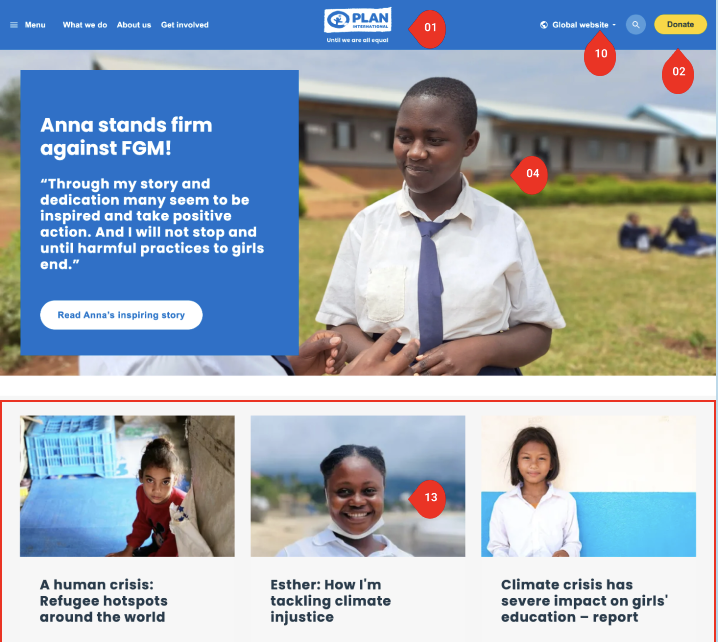 Menu What we do About us Get involved
PLAN
INTERNATIONAL
Until we are all equal
01
Global website
10
Donate
02
Anna stands firm
against FGM!
“Through my story and
dedication many seem to be
inspired and take positive
action. And I will not stop and
until harmful practices to girls
end.”
Read Anna's inspiring story
04
13
A human crisis:
Refugee hotspots
around the world
Esther: How I'm
tackling climate
injustice
Climate crisis has
severe impact on girls'
education – report